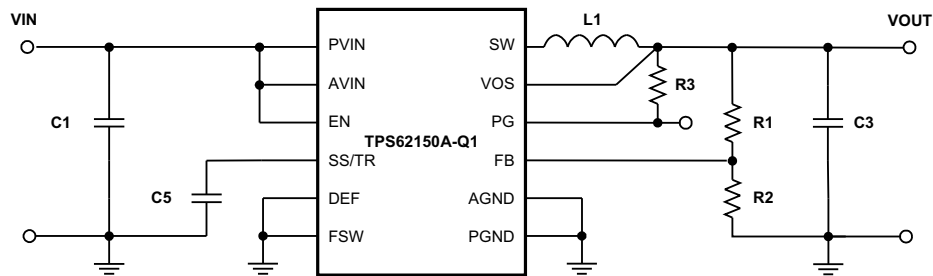 VIN
L1
VOUT
PVIN
SW
AVIN
VOS
R3
C1
EN
PG
R1
C3
TPS62150A-Q1
SS/TR
FB
C5
DEF
AGND
R2
FSW
PGND